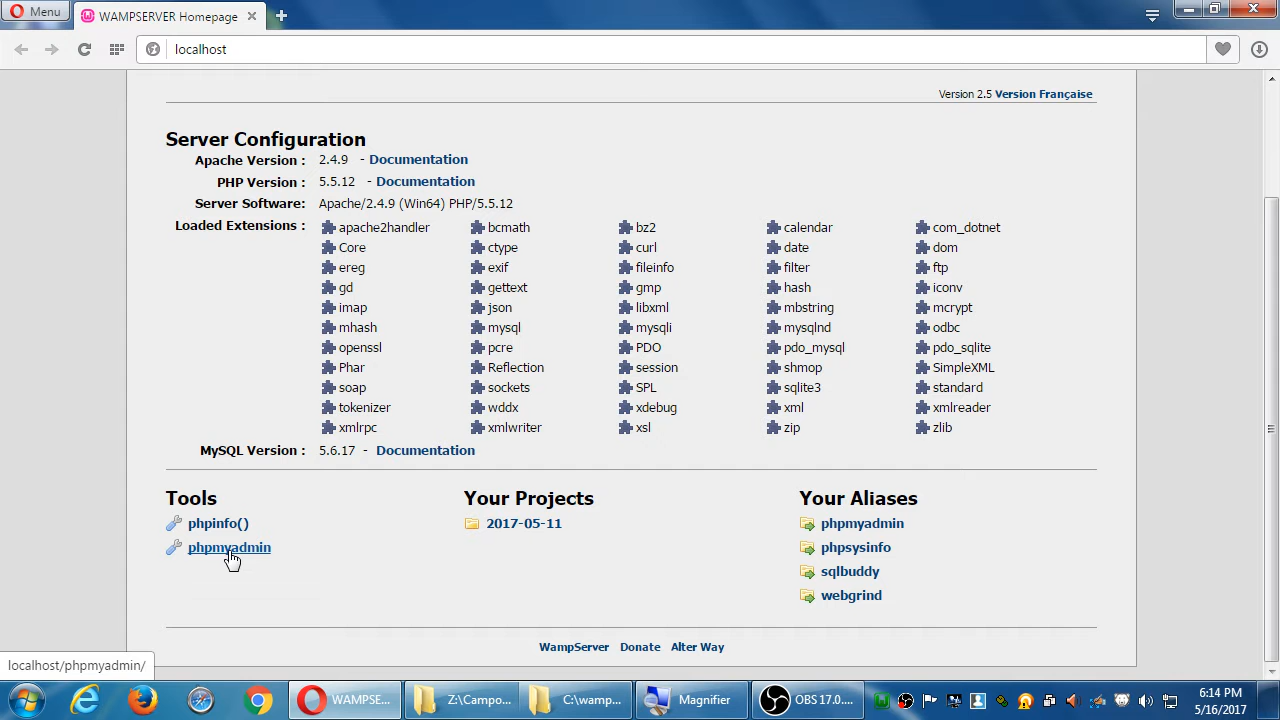 Menu
WAMPSERVER Homepage
localhost
Version 2.5 Version Française
Server Configuration
Apache Version : 2.4.9 - Documentation
PHP Version : 5.5.12 - Documentation
Server Software: Apache/2.4.9 (Win64) PHP/5.5.12
Loaded Extensions : apache2handler bcmath bz2 calendar com_dotnet
Core ctype curl date dom
ereg exif fileinfo filter ftp
gd gettext gmp hash iconv
imap json libxml mbstring mcrypt
mhash mysql mysqli mysqlnd odbc
openssl pcre PDO pdo_mysql pdo_sqlite
Phar Reflection session shmop SimpleXML
soap sockets SPL sqlite3 standard
tokenizer wddx xdebug xml xmlreader
xmlrpc xmlwriter xsl zip zlib
MySQL Version : 5.6.17 - Documentation
Tools Your Projects Your Aliases
phpinfo() 2017-05-11 phpmyadmin
phpmyadmin phpsysinfo
sqlbuddy
webgrind
WampServer Donate Alter Way
localhost/phpmyadmin/
WAMPSE... Z:\Campo... C:\wamp... Magnifier OBS 17.0....
6:14 PM
5/16/2017